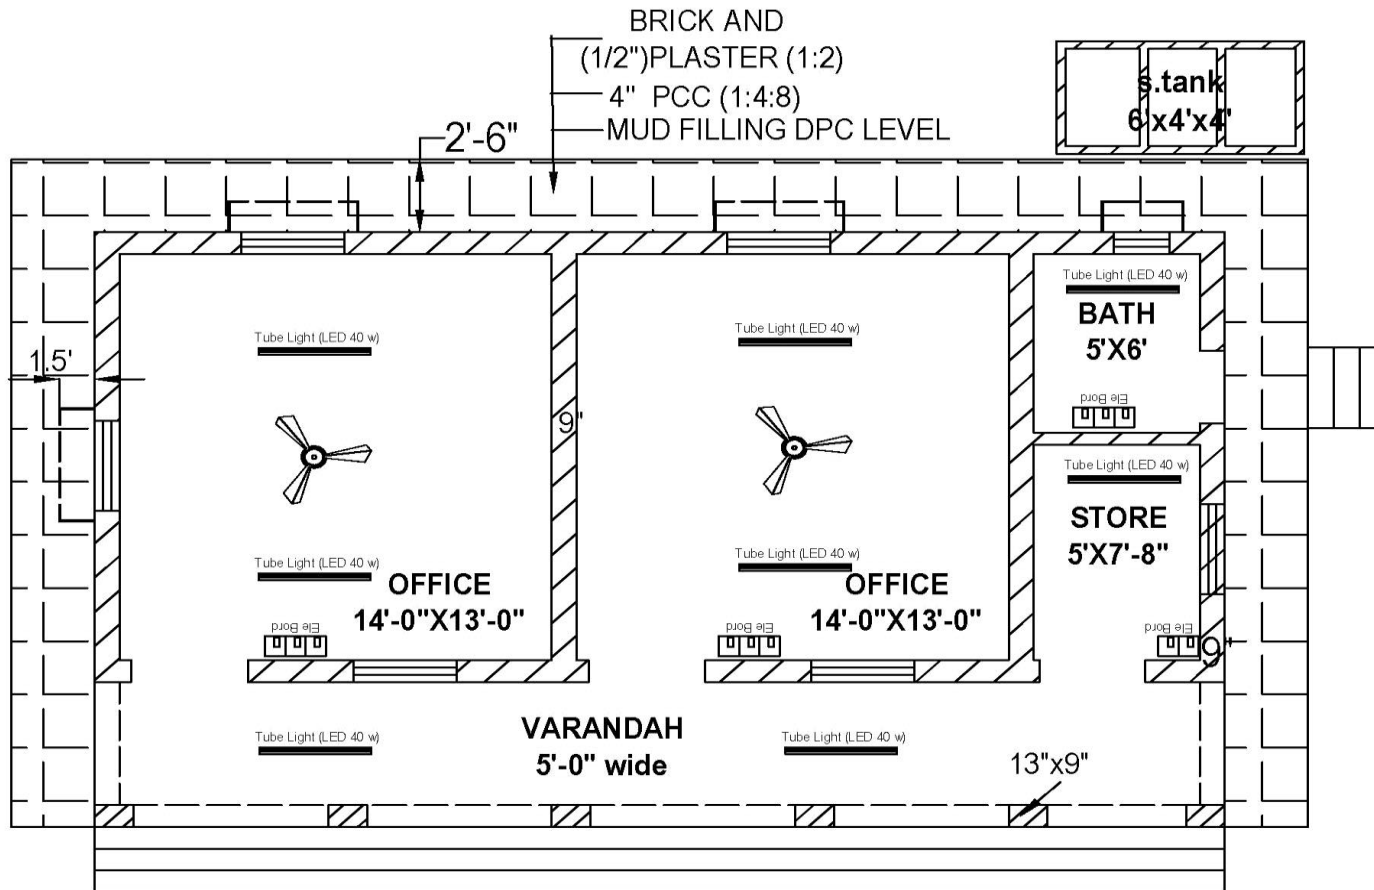 BRICK AND
(1/2")PLASTER (1:2)
4" PCC (1:4:8)
MUD FILLING DPC LEVEL
s.tank
6'x4'x4'
2'-6"
Tube Light (LED 40 w)
BATH
5'X6'
Tube Light (LED 40 w)
Tube Light (LED 40 w)
1.5'
Ele Bord
9"
Tube Light (LED 40 w)
STORE
5'X7'-8"
Tube Light (LED 40 w)
OFFICE
14'-0"X13'-0"
Tube Light (LED 40 w)
OFFICE
14'-0"X13'-0"
Ele Bord
Ele Bord
Ele Bord
9"
VARANDAH
5'-0" wide
Tube Light (LED 40 w)
Tube Light (LED 40 w)
13"x9"